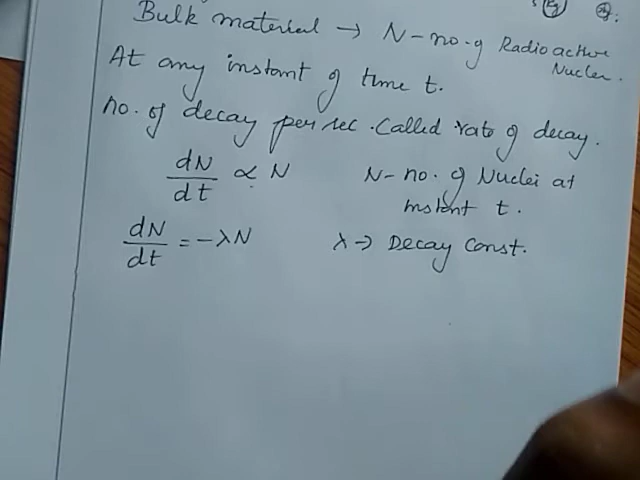 Bulk material → N - no. of Radioactive
Nuclei.
At any instant of time t.
no. of decay per sec. Called rate of decay.
dN/dt ∝ N N - no. of Nuclei at
instant t.
dN/dt = -λN λ → Decay Const.